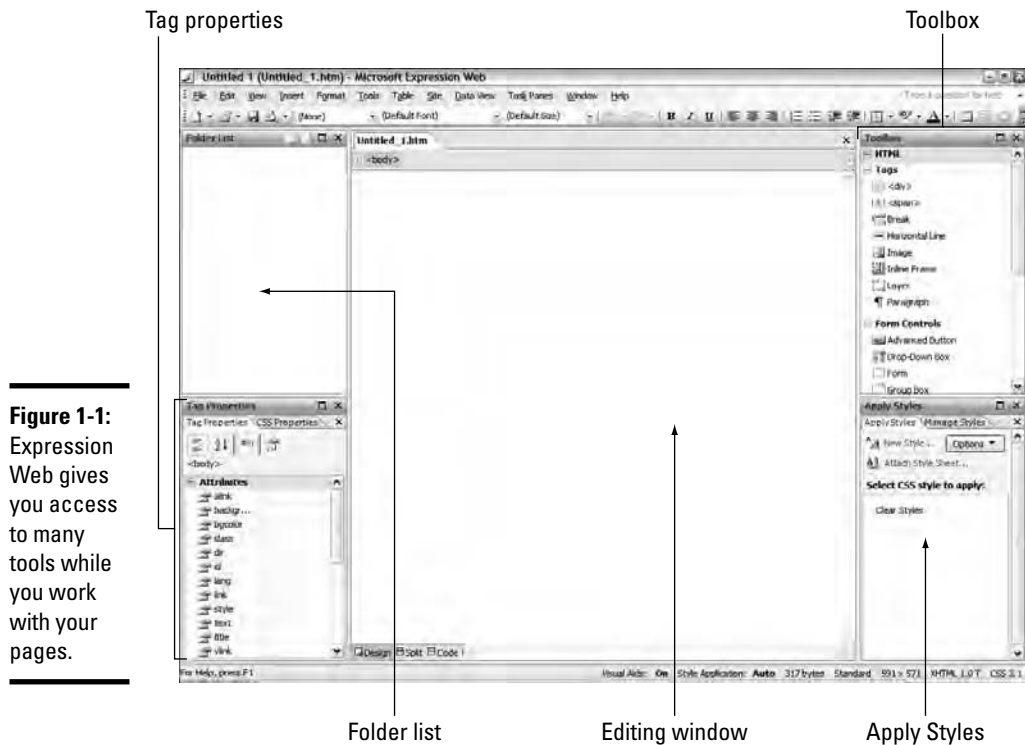 Tag properties
Toolbox
Untitled 1 (Untitled_1.htm) - Microsoft Expression Web
File Edit View Insert Format Tools Table Site Data View Task Panes Window Help
Type a question for help
(None) (Default Font) (Default Size) B I U A
Folder List
Untitled_1.htm
<body>
Toolbox
HTML
Tags
<div>
<span>
Break
Horizontal Line
Image
Inline Frame
Layer
Paragraph
Form Controls
Advanced Button
Drop-Down Box
Form
Group Box
Tag Properties
Tag Properties CSS Properties
<body>
Attributes
alink
backgr...
bgcolor
class
dir
id
lang
link
style
text
title
vlink
Apply Styles
Apply Styles Manage Styles
New Style... Options
Attach Style Sheet...
Select CSS style to apply:
Clear Styles
Design Split Code
For Help, press F1
Visual Aids: On Style Application: Auto 317 bytes Standard 591 x 571 XHTML 1.0 T CSS 2.1
Figure 1-1:
Expression
Web gives
you access
to many
tools while
you work
with your
pages.
Folder list
Editing window
Apply Styles